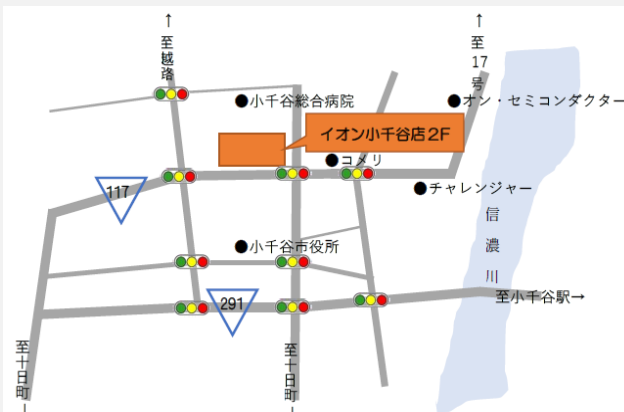 ↑至越路
↑至17号
●小千谷総合病院
●オン・セミコンダクター
イオン小千谷店2F
●コメリ
117
●チャレンジャー
信濃川
●小千谷市役所
291
至小千谷駅→
至十日町
至十日町